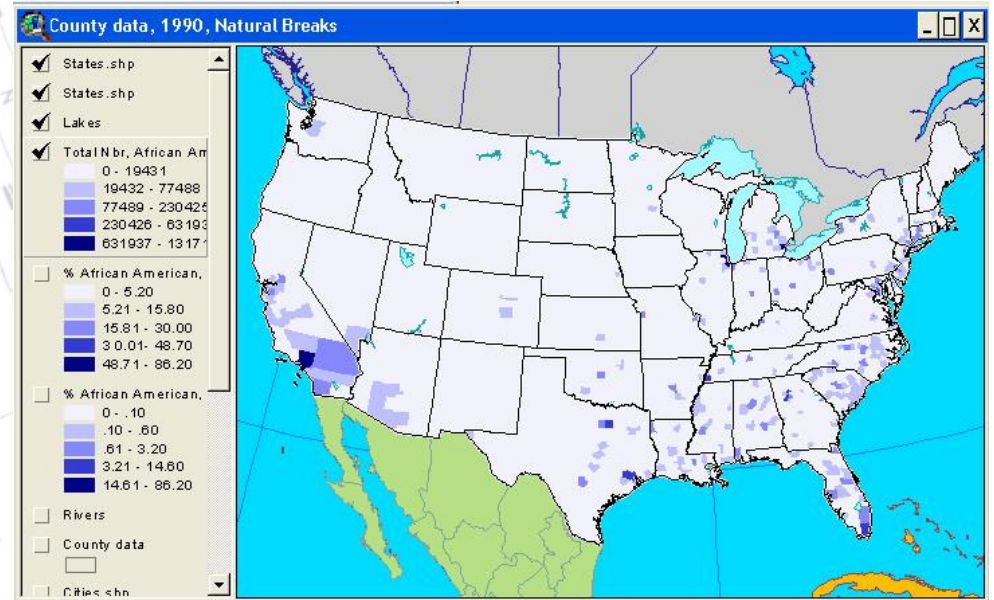 County data, 1990, Natural Breaks
States.shp
States.shp
Lakes
Total Nbr, African Am
0 - 19431
19432 - 77488
77489 - 230425
230426 - 63193
631937 - 1317
% African American,
0 - 5.20
5.21 - 15.80
15.81 - 30.00
3 0.01- 48.70
48.71 - 86.20
% African American,
0 - .10
.10 - .60
.61 - 3.20
3.21 - 14.60
14.61 - 86.20
Rivers
County data
Cities.shp